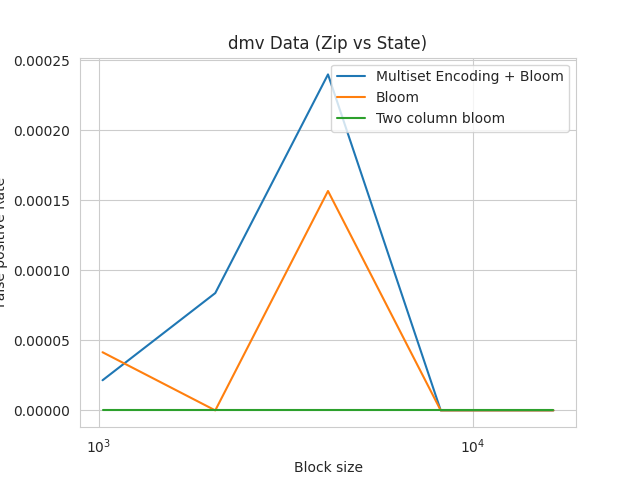 dmv Data (Zip vs State)
Multiset Encoding + Bloom
Bloom
Two column bloom
0.00025
0.00020
0.00015
0.00010
0.00005
0.00000
False positive Rate
10³
10⁴
Block size